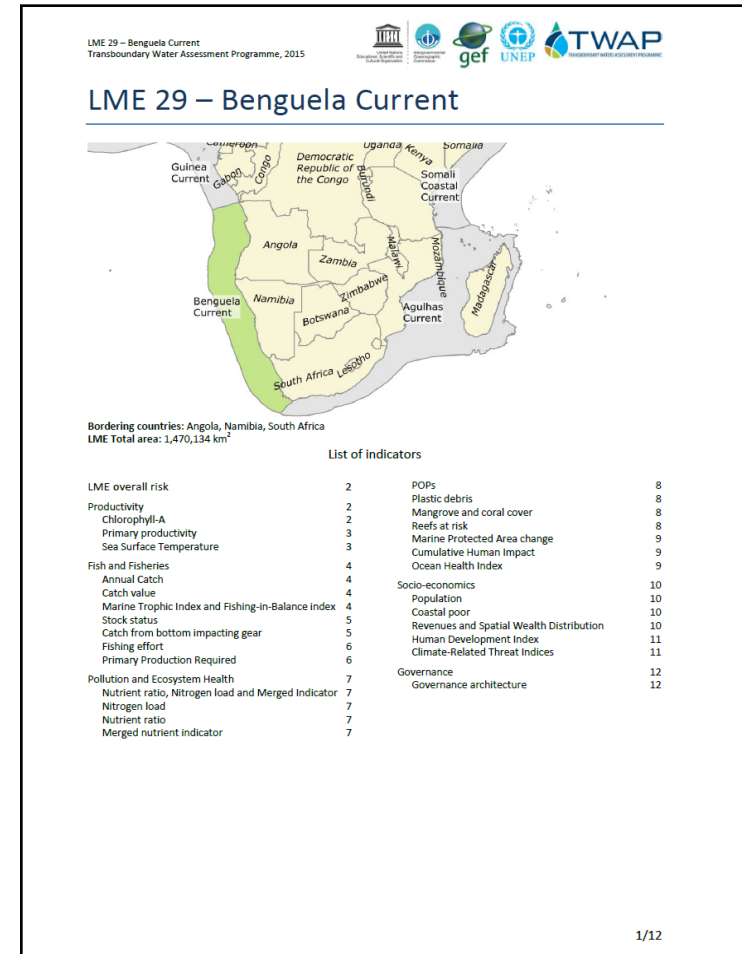 LME 29 – Benguela Current
Transboundary Water Assessment Programme, 2015
gef
UNEP
TWAP
LME 29 – Benguela Current
Cameroon
Uganda
Kenya
Somalia
Guinea
Current
Gabon
Congo
Democratic
Republic of
the Congo
Burundi
Somali
Coastal
Current
Angola
Zambia
Malawi
Mozambique
Madagascar
Benguela
Current
Namibia
Zimbabwe
Botswana
Agulhas
Current
South Africa
Lesotho
Bordering countries: Angola, Namibia, South Africa
LME Total area: 1,470,134 km²
List of indicators
LME overall risk 2
Productivity 2
Chlorophyll-A 2
Primary productivity 3
Sea Surface Temperature 3
Fish and Fisheries 4
Annual Catch 4
Catch value 4
Marine Trophic Index and Fishing-in-Balance index 4
Stock status 5
Catch from bottom impacting gear 5
Fishing effort 6
Primary Production Required 6
Pollution and Ecosystem Health 7
Nutrient ratio, Nitrogen load and Merged Indicator 7
Nitrogen load 7
Nutrient ratio 7
Merged nutrient indicator 7
POPs 8
Plastic debris 8
Mangrove and coral cover 8
Reefs at risk 8
Marine Protected Area change 9
Cumulative Human Impact 9
Ocean Health Index 9
Socio-economics 10
Population 10
Coastal poor 10
Revenues and Spatial Wealth Distribution 10
Human Development Index 11
Climate-Related Threat Indices 11
Governance 12
Governance architecture 12
1/12